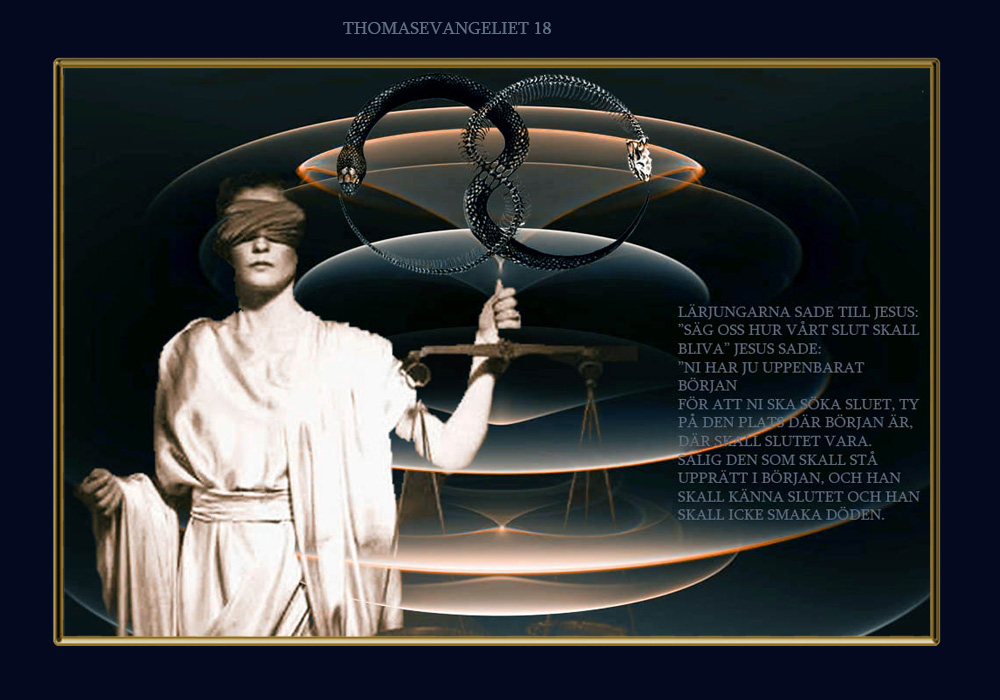 THOMASEVANGELIET 18
LÄRJUNGARNA SADE TILL JESUS:
"SÄG OSS HUR VÅRT SLUT SKALL
BLIVA" JESUS SADE:
"NI HAR JU UPPENBARAT
BÖRJAN
FÖR ATT NI SKA SÖKA SLUET, TY
PÅ DEN PLATS DÄR BÖRJAN ÄR,
DÄR SKALL SLUTET VARA.
SALIG DEN SOM SKALL STÅ
UPPRÄTT I BÖRJAN, OCH HAN
SKALL KÄNNA SLUTET OCH HAN
SKALL ICKE SMAKA DÖDEN.